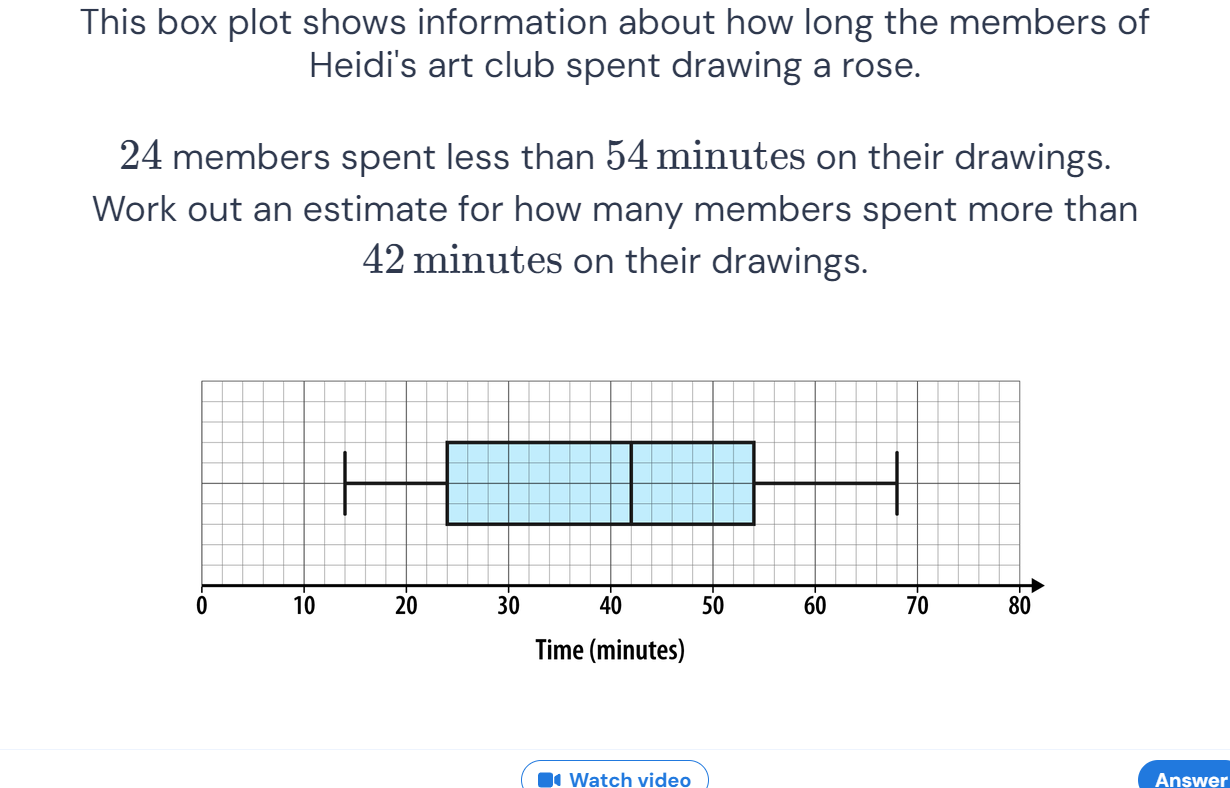 This box plot shows information about how long the members of
Heidi's art club spent drawing a rose.
24 members spent less than 54 minutes on their drawings.
Work out an estimate for how many members spent more than
42 minutes on their drawings.
0 10 20 30 40 50 60 70 80
Time (minutes)
Watch video
Answer